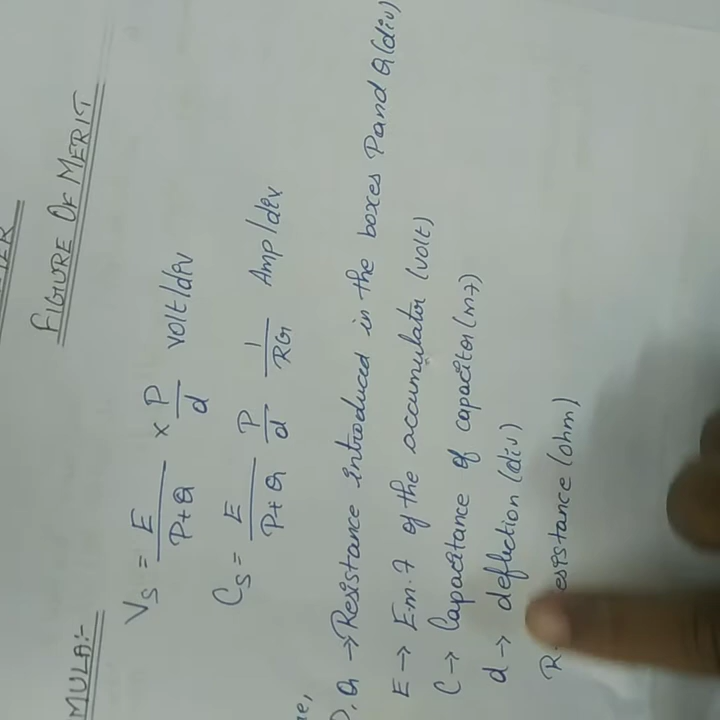 FIGURE OF MERIT
MULA:-
VS = E/P+Q × P/d volt/div
CS = E/P+Q P/d 1/RG Amp/div
P, Q → Resistance introduced in the boxes P and Q (div)
E → E.m.f of the accumulator (volt)
C → Capacitance of capacitor (mf)
d → deflection (div)
R esistance (ohm)